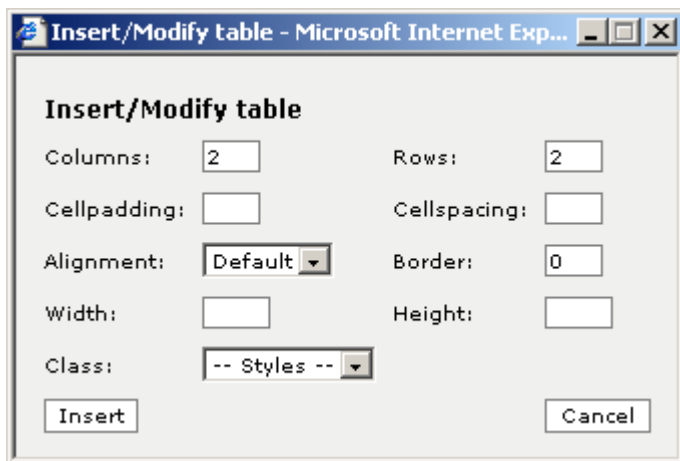 Insert/Modify table - Microsoft Internet Exp...
Insert/Modify table
Columns: 2 Rows: 2
Cellpadding: Cellspacing:
Alignment: Default Border: 0
Width: Height:
Class: -- Styles --
Insert Cancel